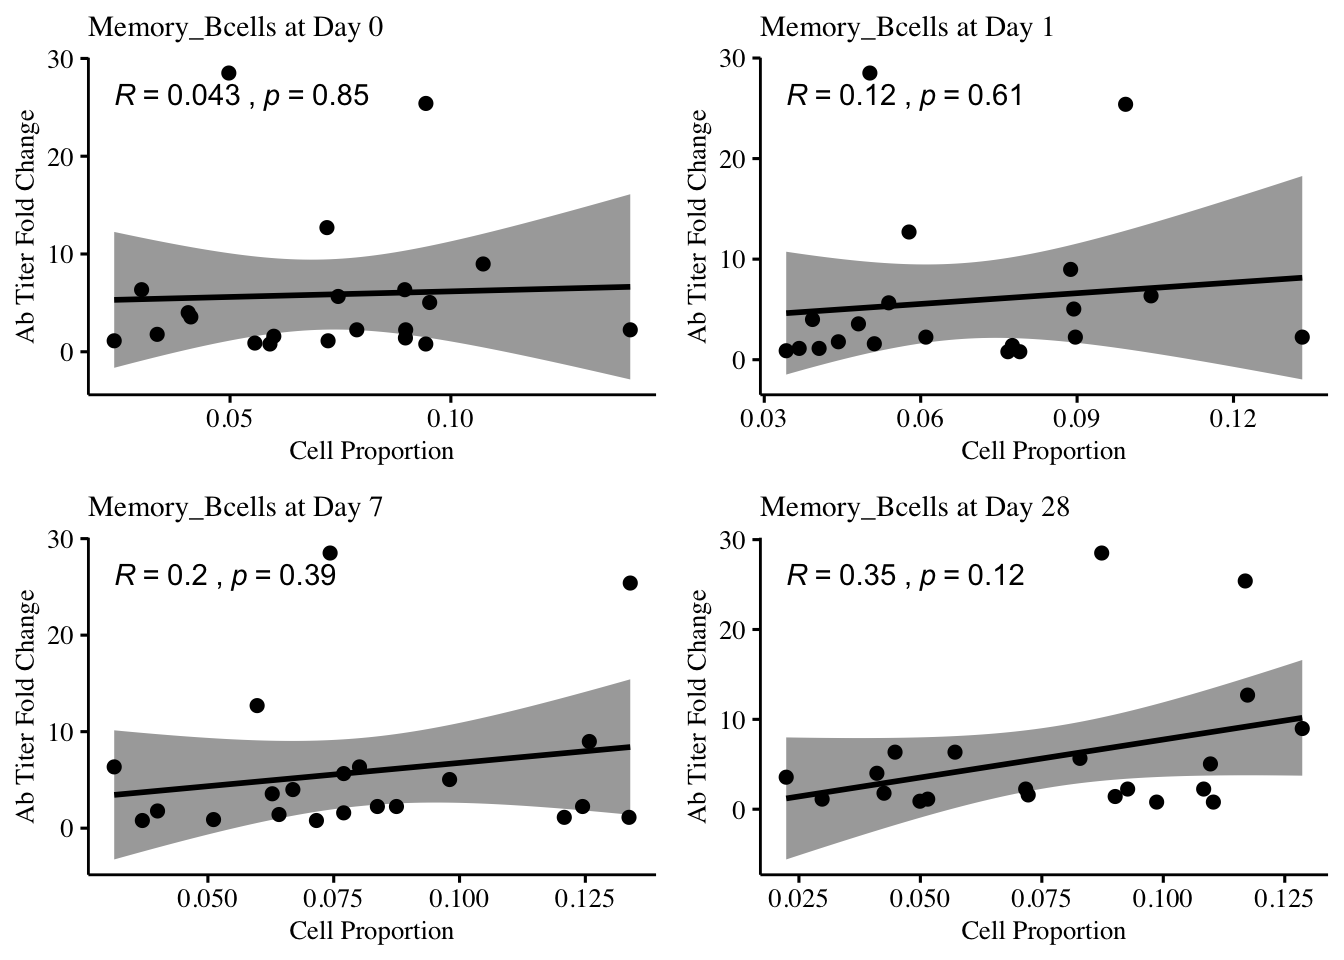 Memory_Bcells at Day 0
R = 0.043 , p = 0.85
Ab Titer Fold Change
30
20
10
0
0.05 0.10
Cell Proportion
Memory_Bcells at Day 1
R = 0.12 , p = 0.61
Ab Titer Fold Change
30
20
10
0
0.03 0.06 0.09 0.12
Cell Proportion
Memory_Bcells at Day 7
R = 0.2 , p = 0.39
Ab Titer Fold Change
30
20
10
0
0.050 0.075 0.100 0.125
Cell Proportion
Memory_Bcells at Day 28
R = 0.35 , p = 0.12
Ab Titer Fold Change
30
20
10
0
0.025 0.050 0.075 0.100 0.125
Cell Proportion